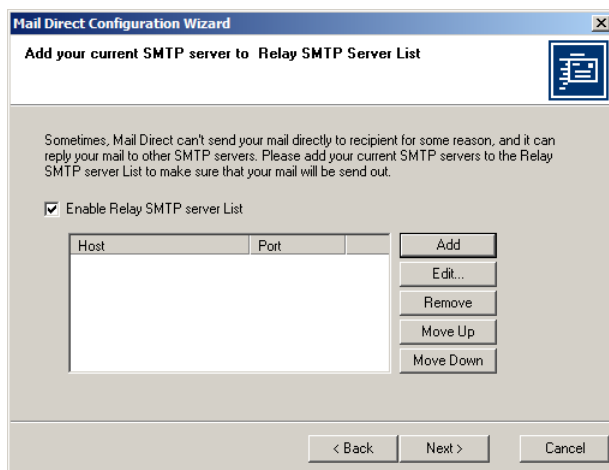 Mail Direct Configuration Wizard
Add your current SMTP server to  Relay SMTP Server List
Sometimes, Mail Direct can't send your mail directly to recipient for some reason, and it can
reply your mail to other SMTP servers. Please add your current SMTP servers to the Relay
SMTP server List to make sure that your mail will be send out.
Enable Relay SMTP server List
Host Port
Add
Edit...
Remove
Move Up
Move Down
< Back Next > Cancel